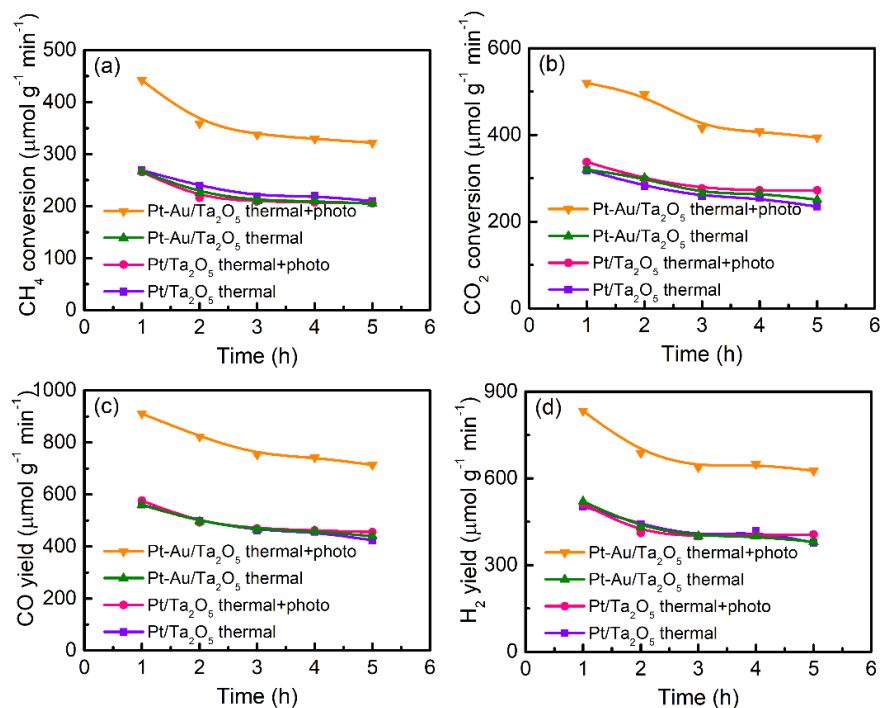 (a)
CH₄ conversion (μmol g⁻¹ min⁻¹)
500
400
300
200
100
0
Pt-Au/Ta₂O₅ thermal+photo
Pt-Au/Ta₂O₅ thermal
Pt/Ta₂O₅ thermal+photo
Pt/Ta₂O₅ thermal
0 1 2 3 4 5 6
Time (h)
(b)
CO₂ conversion (μmol g⁻¹ min⁻¹)
600
400
200
0
Pt-Au/Ta₂O₅ thermal+photo
Pt-Au/Ta₂O₅ thermal
Pt/Ta₂O₅ thermal+photo
Pt/Ta₂O₅ thermal
0 1 2 3 4 5 6
Time (h)
(c)
CO yield (μmol g⁻¹ min⁻¹)
1000
800
600
400
200
0
Pt-Au/Ta₂O₅ thermal+photo
Pt-Au/Ta₂O₅ thermal
Pt/Ta₂O₅ thermal+photo
Pt/Ta₂O₅ thermal
0 1 2 3 4 5 6
Time (h)
(d)
H₂ yield (μmol g⁻¹ min⁻¹)
900
600
300
0
Pt-Au/Ta₂O₅ thermal+photo
Pt-Au/Ta₂O₅ thermal
Pt/Ta₂O₅ thermal+photo
Pt/Ta₂O₅ thermal
0 1 2 3 4 5 6
Time (h)